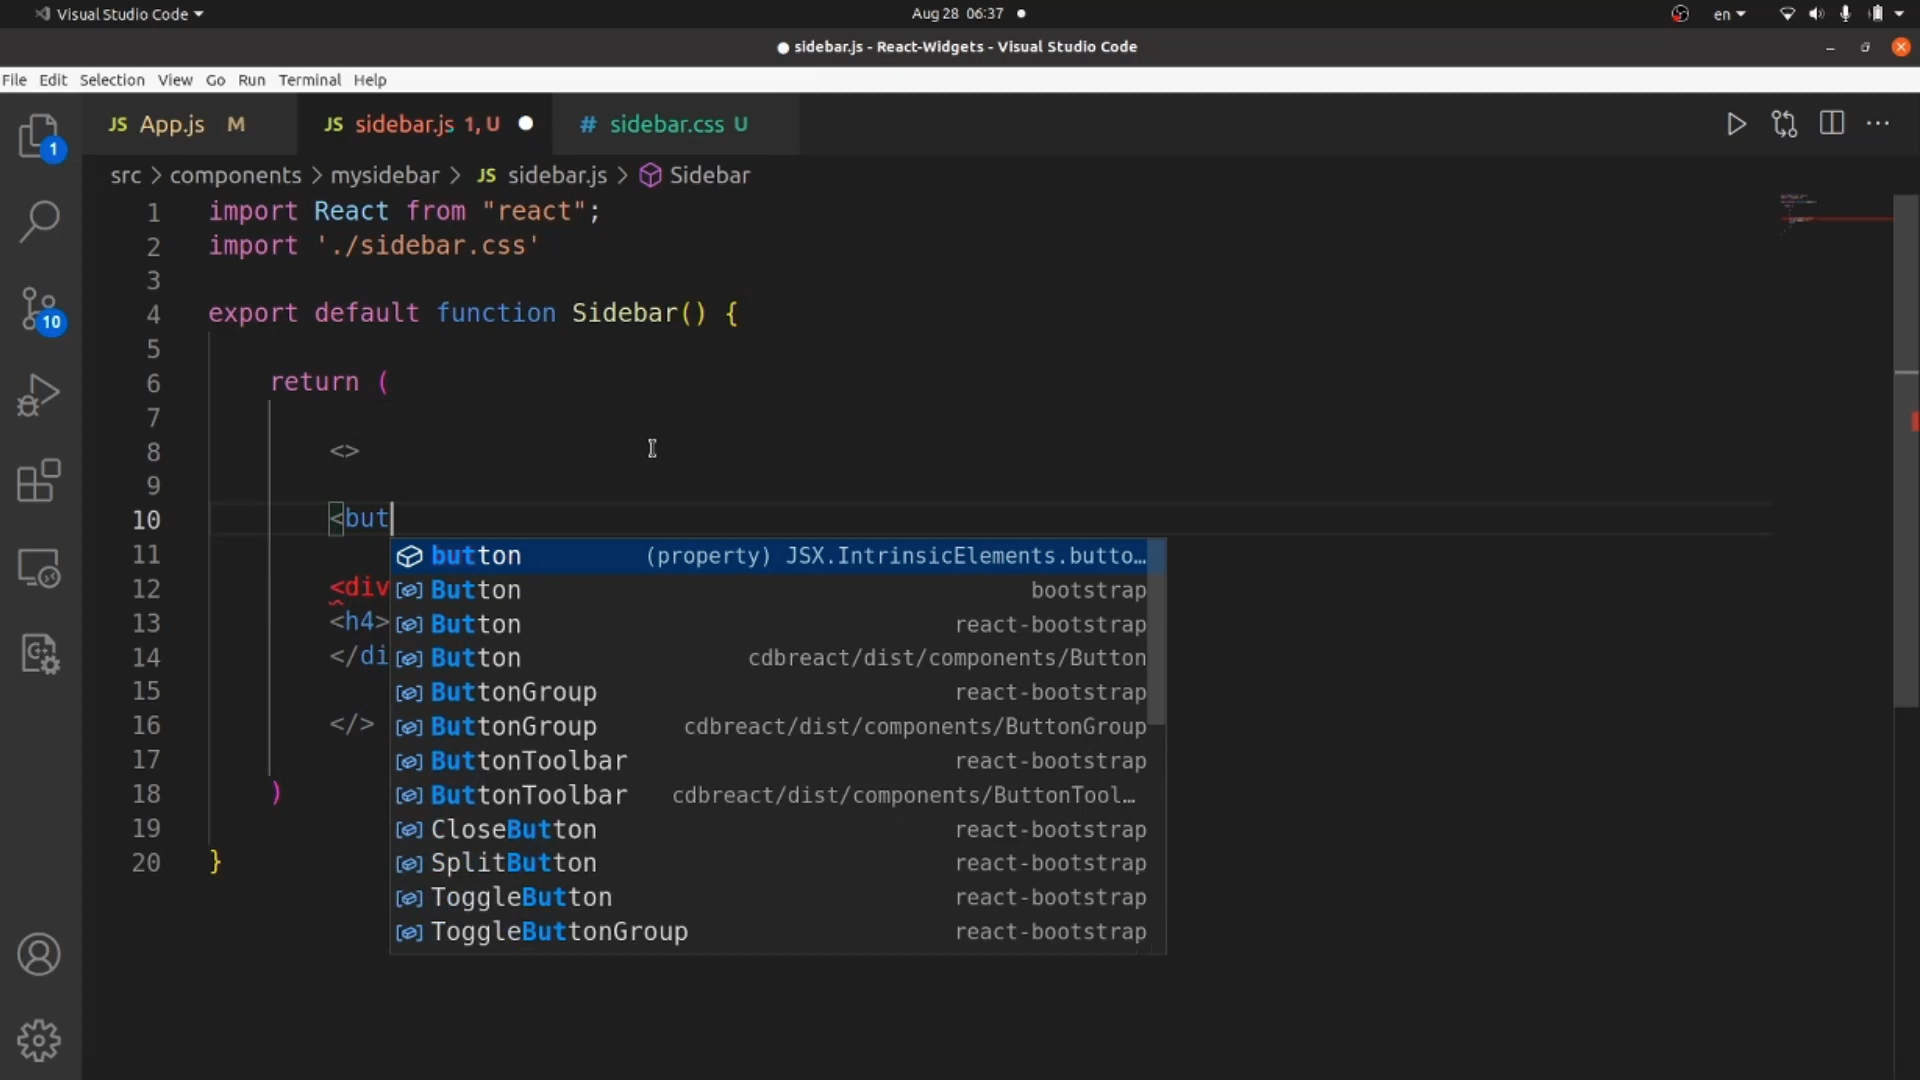 Visual Studio Code
Aug 28 06:37
en
sidebar.js - React-Widgets - Visual Studio Code
File Edit Selection View Go Run Terminal Help
JS App.js M
JS sidebar.js 1, U
# sidebar.css U
src > components > mysidebar > JS sidebar.js > Sidebar
1 import React from "react";
2 import './sidebar.css'
3
4 export default function Sidebar() {
5
6 return (
7
8 <>
9
10 <but
11
12 <div
13 <h4>
14 </di
15
16 </>
17
18 )
19
20 }
button (property) JSX.IntrinsicElements.butto…
Button bootstrap
Button react-bootstrap
Button cdbreact/dist/components/Button
ButtonGroup react-bootstrap
ButtonGroup cdbreact/dist/components/ButtonGroup
ButtonToolbar react-bootstrap
ButtonToolbar cdbreact/dist/components/ButtonTool…
CloseButton react-bootstrap
SplitButton react-bootstrap
ToggleButton react-bootstrap
ToggleButtonGroup react-bootstrap
1
10